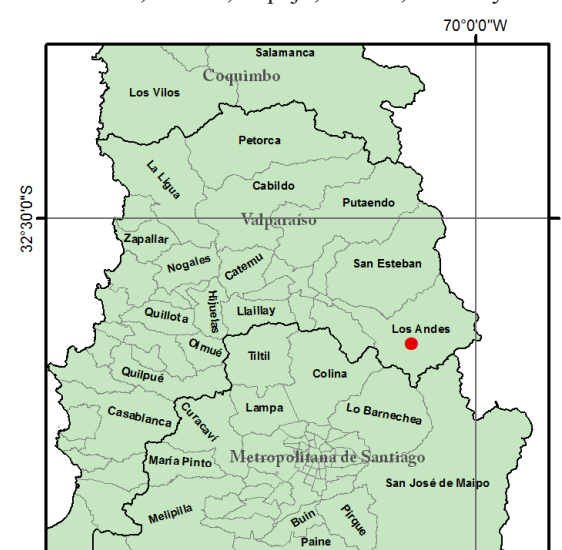 70°0'0"W
Salamanca
Coquimbo
Los Vilos
Petorca
La Ligua
Cabildo
Putaendo
32°30'0"S
Valparaíso
Zapallar
Nogales
Catemu
San Esteban
Hijuelas
Quillota
Llaillay
Los Andes
Olmué
Tiltil
Quilpué
Colina
Casablanca
Curacaví
Lampa
Lo Barnechea
María Pinto
Metropolitana de Santiago
San José de Maipo
Melipilla
Buin
Pirque
Paine